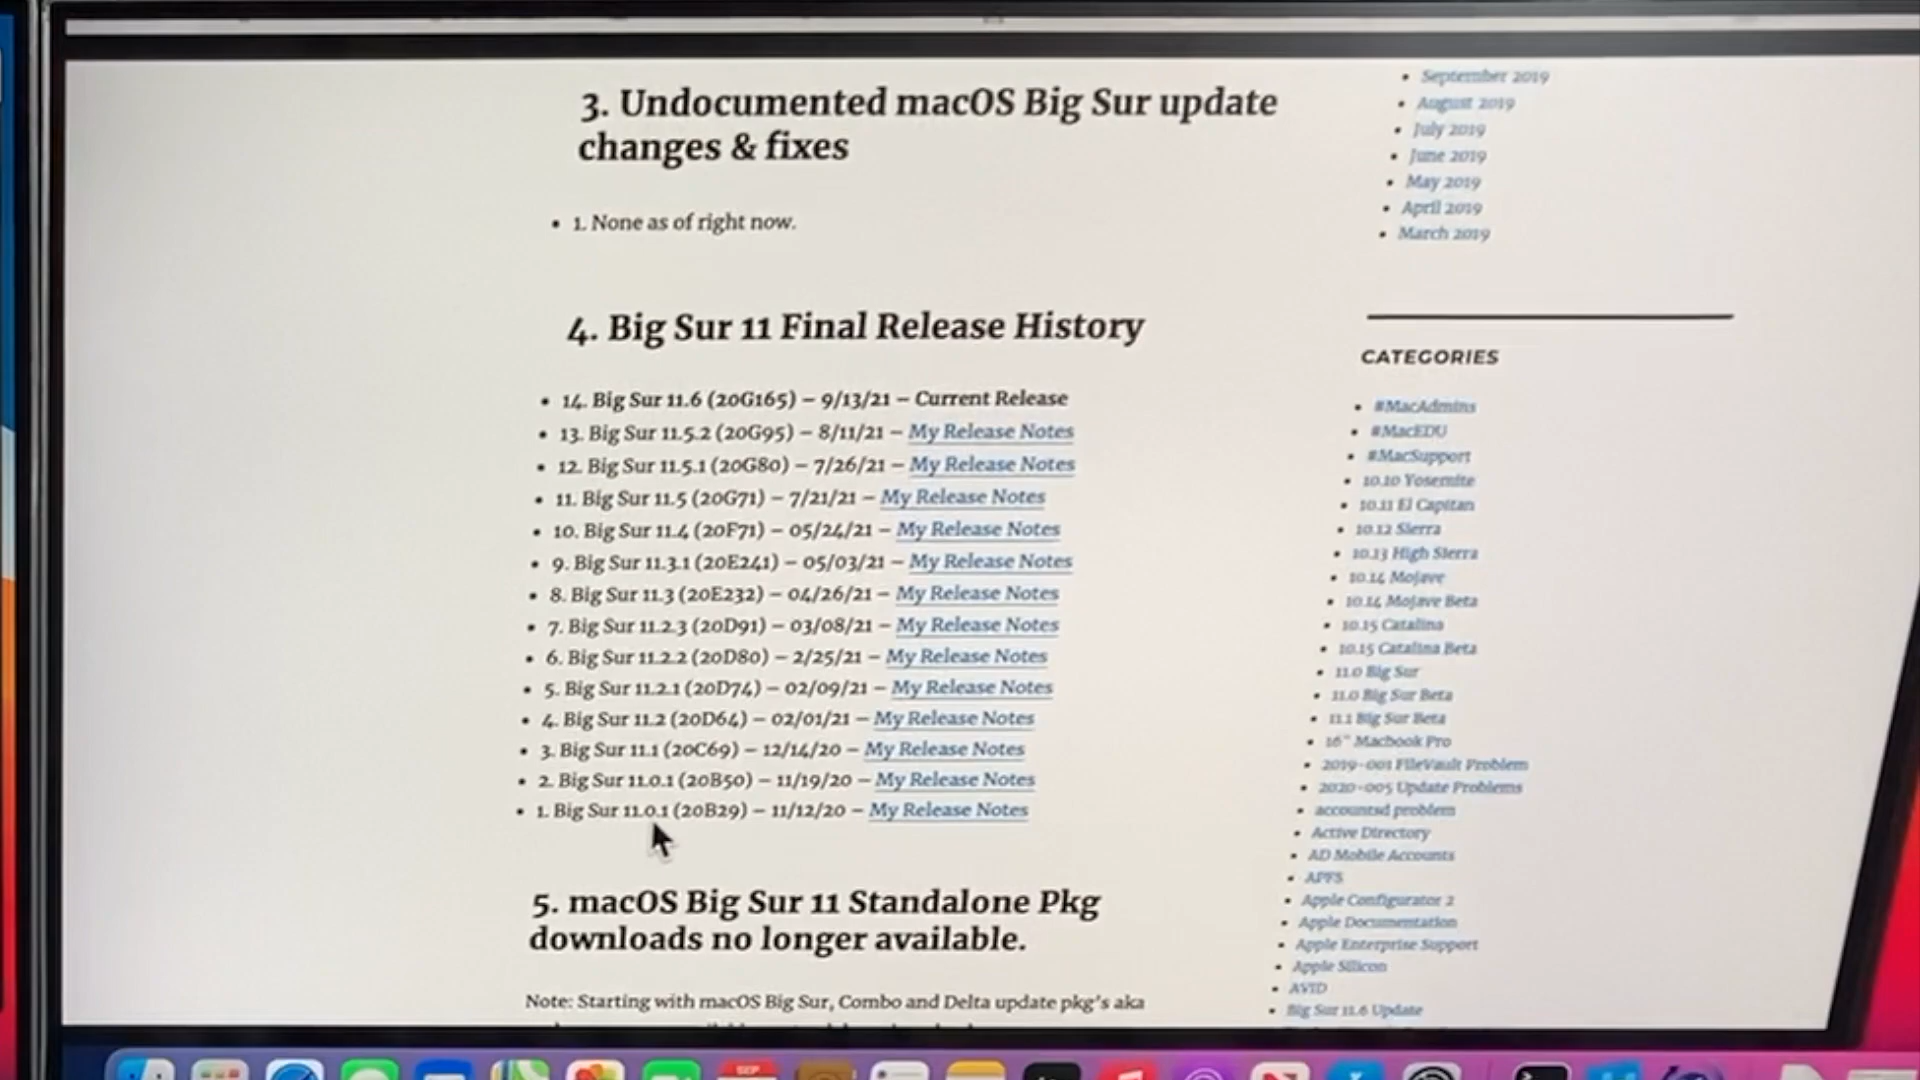 3. Undocumented macOS Big Sur update
changes & fixes
1. None as of right now.
4. Big Sur 11 Final Release History
14. Big Sur 11.6 (20G165) – 9/13/21 – Current Release
13. Big Sur 11.5.2 (20G95) – 8/11/21 – My Release Notes
12. Big Sur 11.5.1 (20G80) – 7/26/21 – My Release Notes
11. Big Sur 11.5 (20G71) – 7/21/21 – My Release Notes
10. Big Sur 11.4 (20F71) – 05/24/21 – My Release Notes
9. Big Sur 11.3.1 (20E241) – 05/03/21 – My Release Notes
8. Big Sur 11.3 (20E232) – 04/26/21 – My Release Notes
7. Big Sur 11.2.3 (20D91) – 03/08/21 – My Release Notes
6. Big Sur 11.2.2 (20D80) – 2/25/21 – My Release Notes
5. Big Sur 11.2.1 (20D74) – 02/09/21 – My Release Notes
4. Big Sur 11.2 (20D64) – 02/01/21 – My Release Notes
3. Big Sur 11.1 (20C69) – 12/14/20 – My Release Notes
2. Big Sur 11.0.1 (20B50) – 11/19/20 – My Release Notes
1. Big Sur 11.0.1 (20B29) – 11/12/20 – My Release Notes
5. macOS Big Sur 11 Standalone Pkg
downloads no longer available.
Note: Starting with macOS Big Sur, Combo and Delta update pkg's aka
September 2019
August 2019
July 2019
June 2019
May 2019
April 2019
March 2019
CATEGORIES
#MacAdmins
#MacEDU
#MacSupport
10.10 Yosemite
10.11 El Capitan
10.12 Sierra
10.13 High Sierra
10.14 Mojave
10.14 Mojave Beta
10.15 Catalina
10.15 Catalina Beta
11.0 Big Sur
11.0 Big Sur Beta
11.1 Big Sur Beta
16" Macbook Pro
2019-001 FileVault Problem
2020-005 Update Problems
accountsd problem
Active Directory
AD Mobile Accounts
APFS
Apple Configurator 2
Apple Documentation
Apple Enterprise Support
Apple Silicon
AVID
Big Sur 11.6 Update
SEP